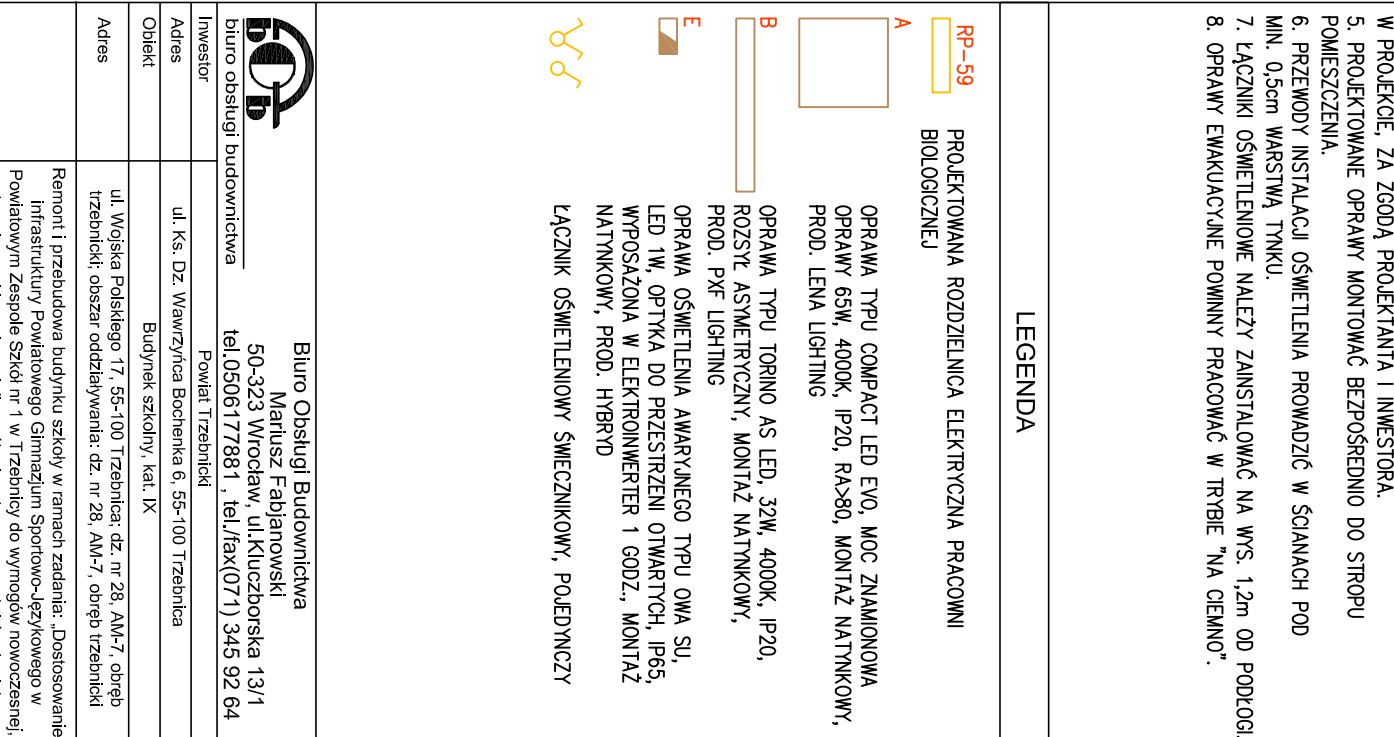 W PROJEKCIE, ZA ZGODĄ PROJEKTANTA I INWESTORA.
5. PROJEKTOWANE OPRAWY MONTOWAĆ BEZPOŚREDNIO DO STROPU
POMIESZCZENIA.
6. PRZEWODY INSTALACJI OŚWIETLENIA PROWADZIĆ W ŚCIANACH POD
MIN. 0,5cm WARSTWĄ TYNKU.
7. ŁĄCZNIKI OŚWIETLENIOWE NALEŻY ZAINSTALOWAĆ NA WYS. 1,2m OD PODŁOGI.
8. OPRAWY EWAKUACYJNE POWINNY PRACOWAĆ W TRYBIE "NA CIEMNO".
LEGENDA
RP-59
PROJEKTOWANA ROZDZIELNICA ELEKTRYCZNA PRACOWNI
BIOLOGICZNEJ
A
OPRAWA TYPU COMPACT LED EVO, MOC ZNAMIONOWA
OPRAWY 65W, 4000K, IP20, RA>80, MONTAŻ NATYNKOWY,
PROD. LENA LIGHTING
B
OPRAWA TYPU TORINO AS LED, 32W, 4000K, IP20,
ROZSYŁ ASYMETRYCZNY, MONTAŻ NATYNKOWY,
PROD. PXF LIGHTING
E
OPRAWA OŚWIETLENIA AWARYJNEGO TYPU OWA SU,
LED 1W, OPTYKA DO PRZESTRZENI OTWARTYCH, IP65,
WYPOSAŻONA W ELEKTROINWERTER 1 GODZ., MONTAŻ
NATYNKOWY, PROD. HYBRYD
ŁĄCZNIK OŚWIETLENIOWY ŚWIECZNIKOWY, POJEDYNCZY
biuro obsługi budownictwa
Biuro Obsługi Budownictwa
Mariusz Fabjanowski
50-323 Wrocław, ul.Kluczborska 13/1
tel.0506177881 , tel./fax(071) 345 92 64
Inwestor
Powiat Trzebnicki
Adres
ul. Ks. Dz. Wawrzyńca Bochenka 6, 55-100 Trzebnica
Obiekt
Budynek szkolny, kat. IX
Adres
ul. Wojska Polskiego 17, 55-100 Trzebnica; dz. nr 28, AM-7, obręb
trzebnicki; obszar oddziaływania: dz. nr 28, AM-7, obręb trzebnicki
Remont i przebudowa budynku szkoły w ramach zadania: „Dostosowanie
infrastruktury Powiatowego Gimnazjum Sportowo-Językowego w
Powiatowym Zespole Szkół nr 1 w Trzebnicy do wymogów nowoczesnej,